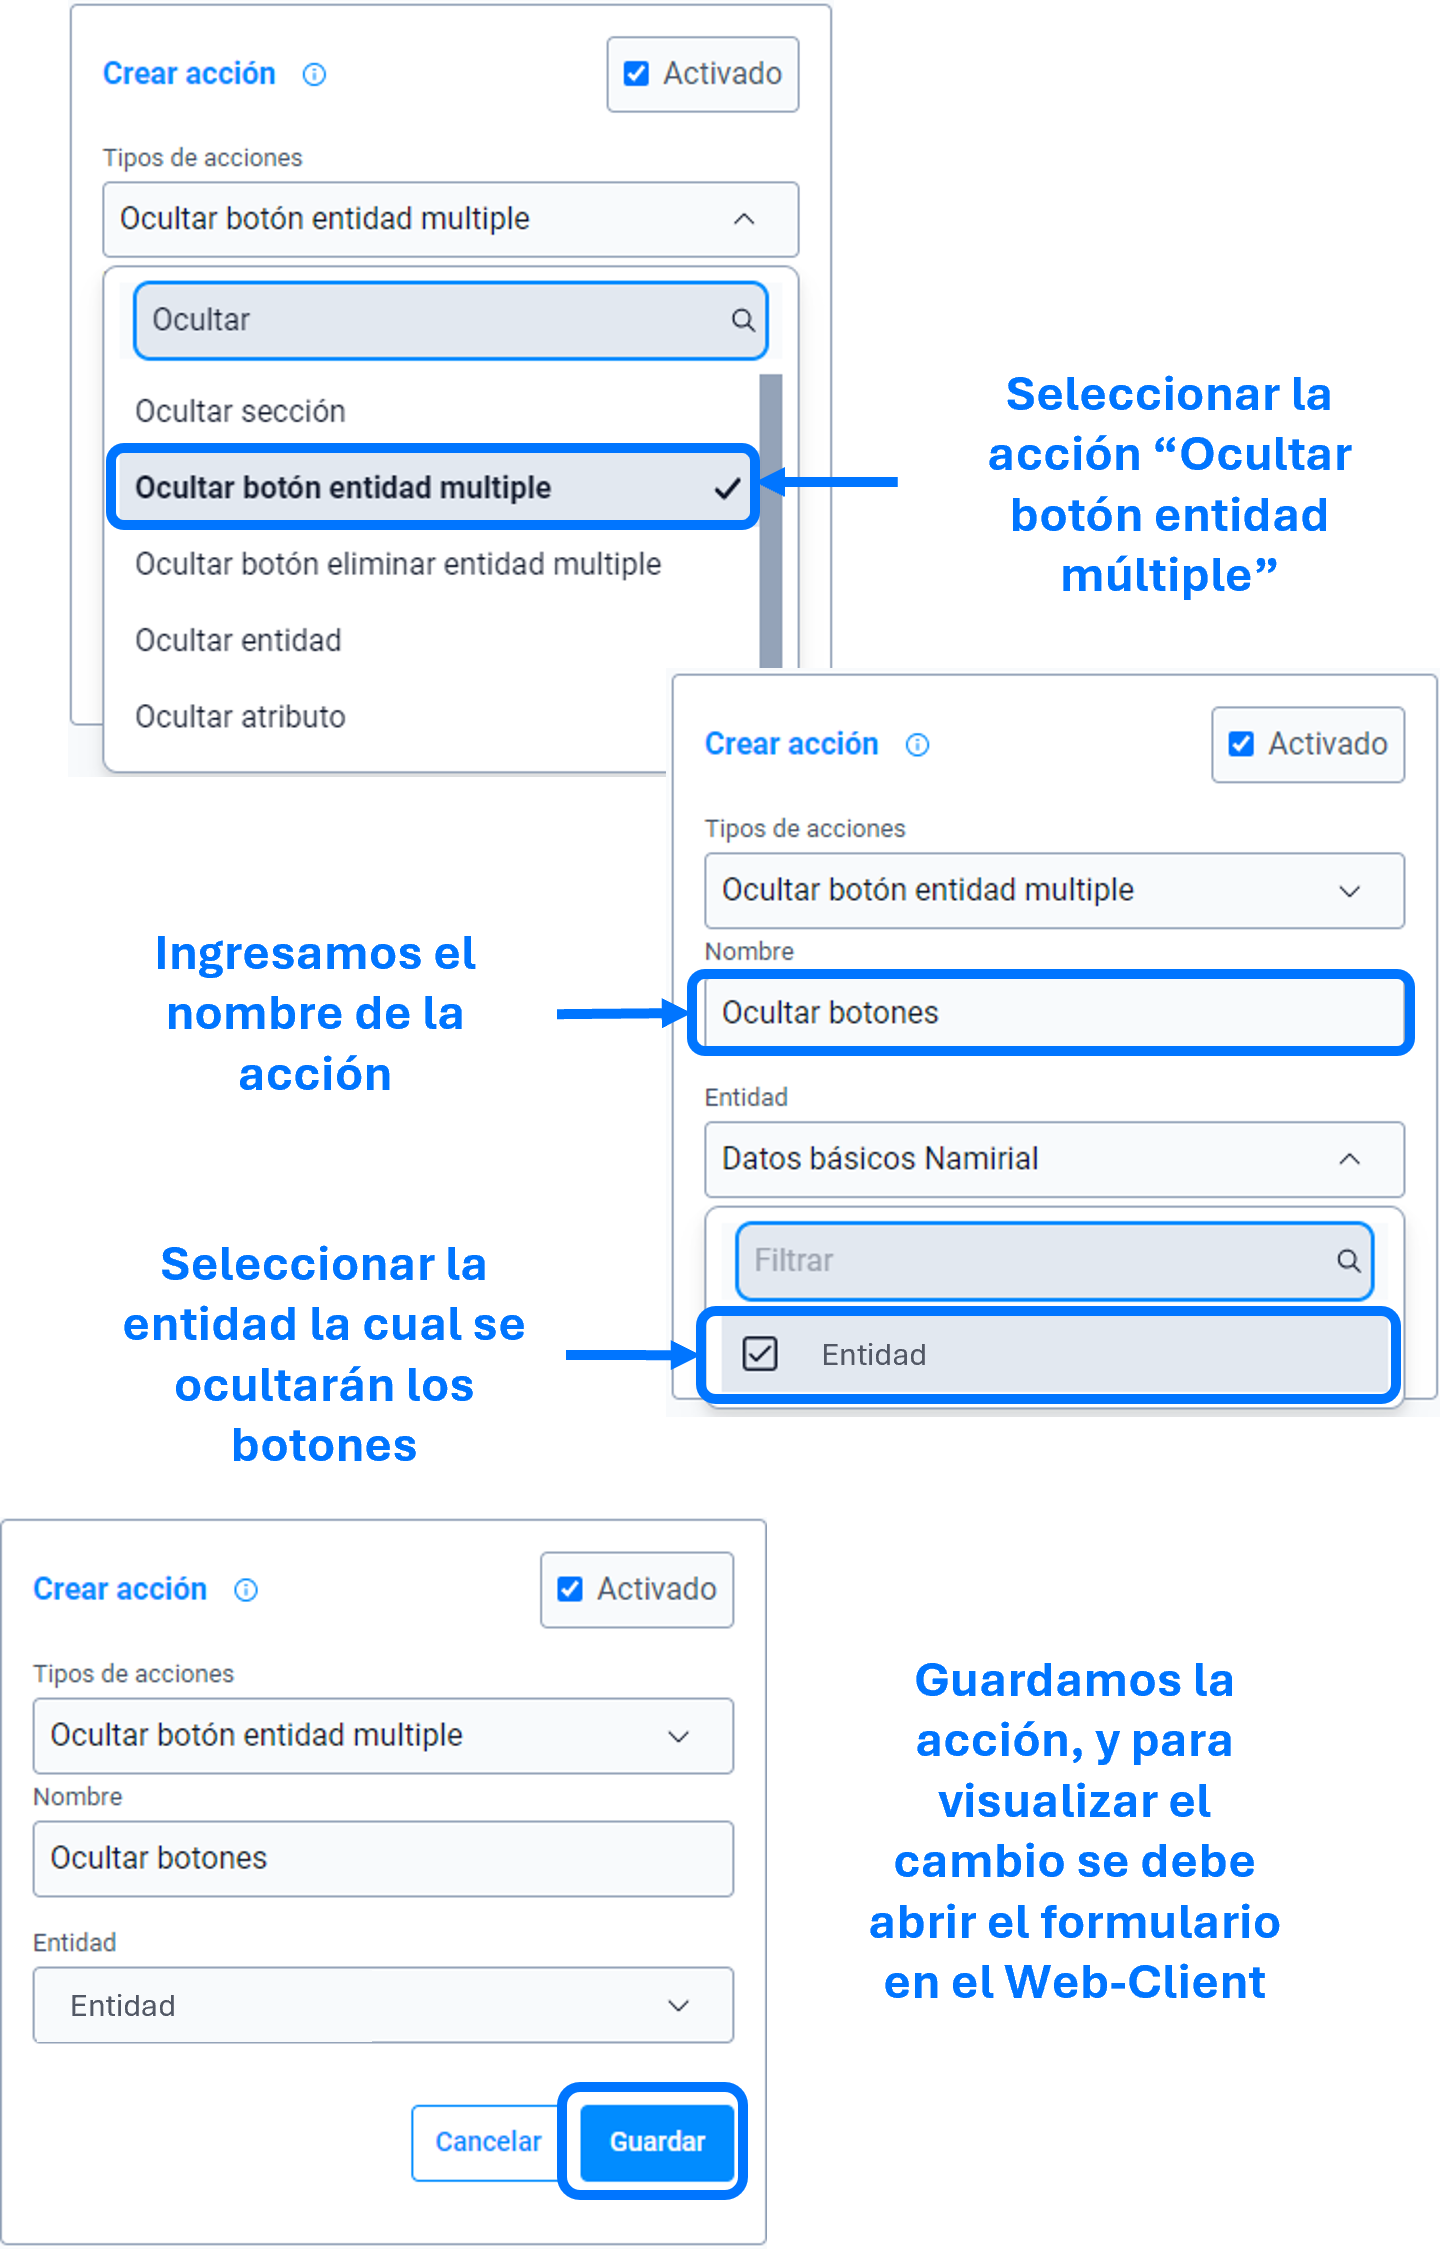 Crear acción
Activado
Tipos de acciones
Ocultar botón entidad multiple
Ocultar
Ocultar sección
Ocultar botón entidad multiple
Ocultar botón eliminar entidad multiple
Ocultar entidad
Ocultar atributo
Seleccionar la
acción “Ocultar
botón entidad
múltiple”
Crear acción
Activado
Tipos de acciones
Ocultar botón entidad multiple
Nombre
Ocultar botones
Entidad
Datos básicos Namirial
Filtrar
Entidad
Ingresamos el
nombre de la
acción
Seleccionar la
entidad la cual se
ocultarán los
botones
Crear acción
Activado
Tipos de acciones
Ocultar botón entidad multiple
Nombre
Ocultar botones
Entidad
Entidad
Cancelar
Guardar
Guardamos la
acción, y para
visualizar el
cambio se debe
abrir el formulario
en el Web-Client